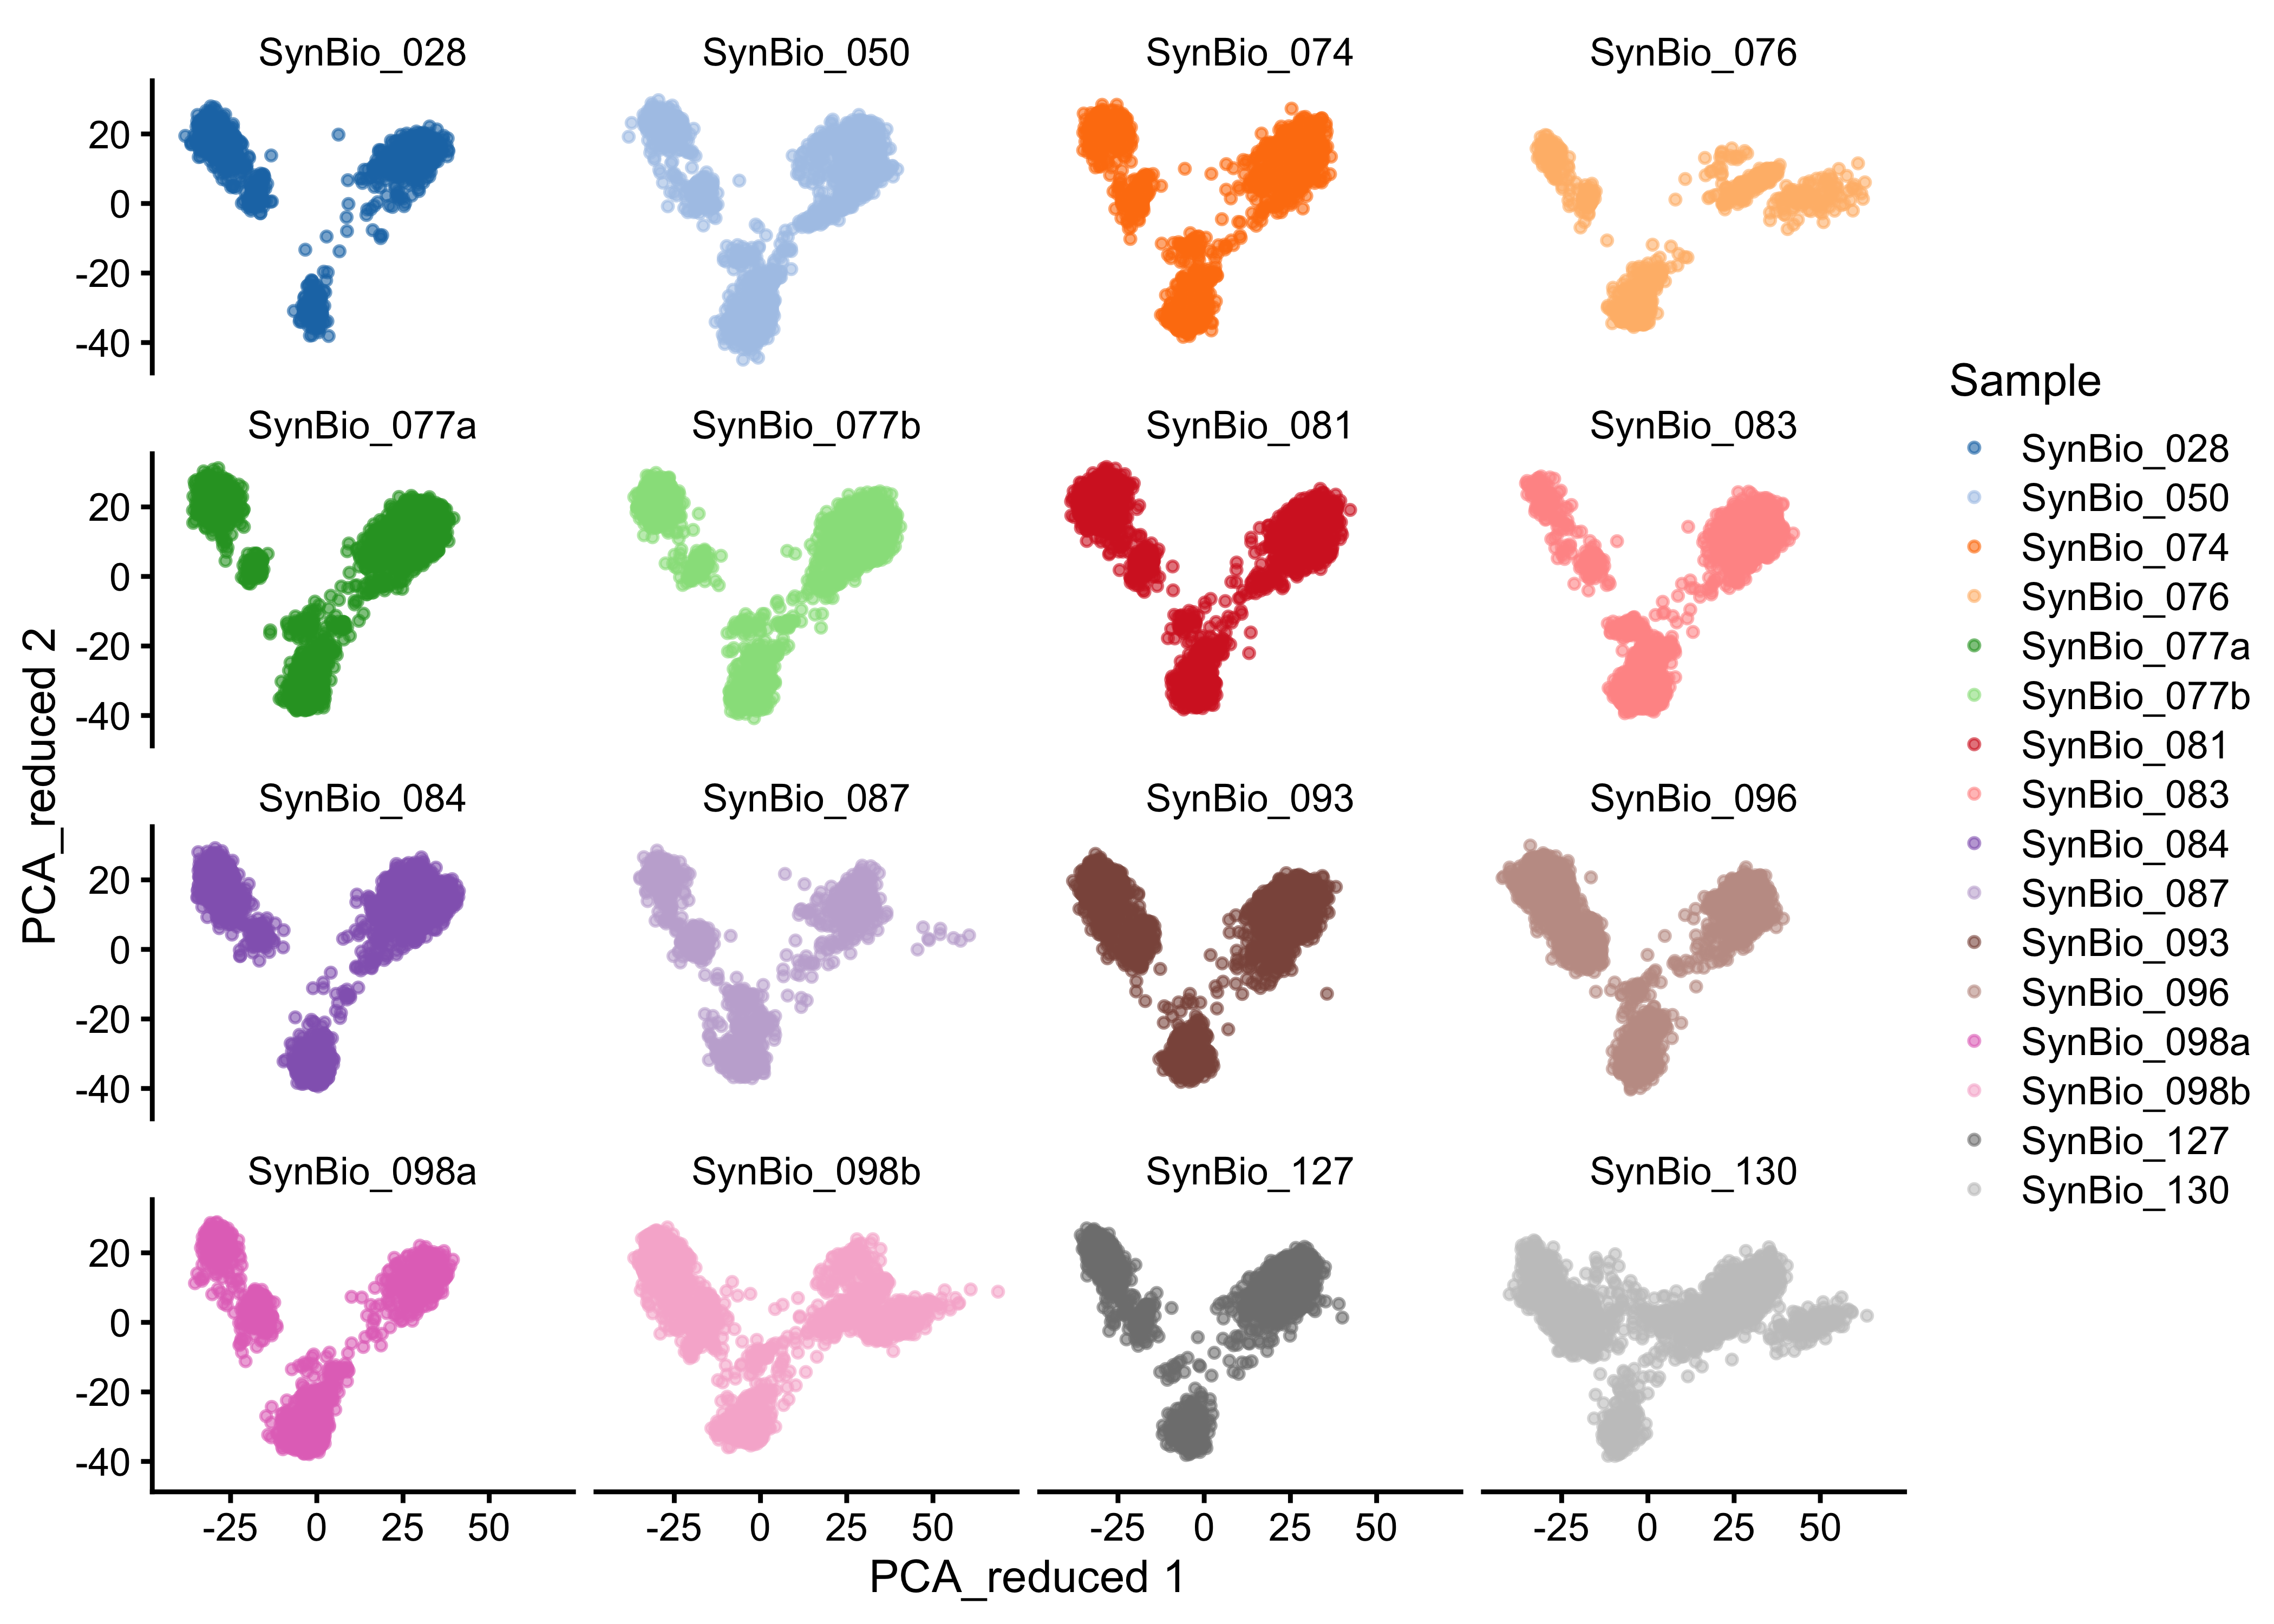 SynBio_028 SynBio_050 SynBio_074 SynBio_076
20
0
-20
-40
SynBio_077a SynBio_077b SynBio_081 SynBio_083
20
0
-20
-40
SynBio_084 SynBio_087 SynBio_093 SynBio_096
20
0
-20
-40
SynBio_098a SynBio_098b SynBio_127 SynBio_130
20
0
-20
-40
-25 0 25 50 -25 0 25 50 -25 0 25 50 -25 0 25 50
PCA_reduced 1
PCA_reduced 2
Sample
SynBio_028
SynBio_050
SynBio_074
SynBio_076
SynBio_077a
SynBio_077b
SynBio_081
SynBio_083
SynBio_084
SynBio_087
SynBio_093
SynBio_096
SynBio_098a
SynBio_098b
SynBio_127
SynBio_130